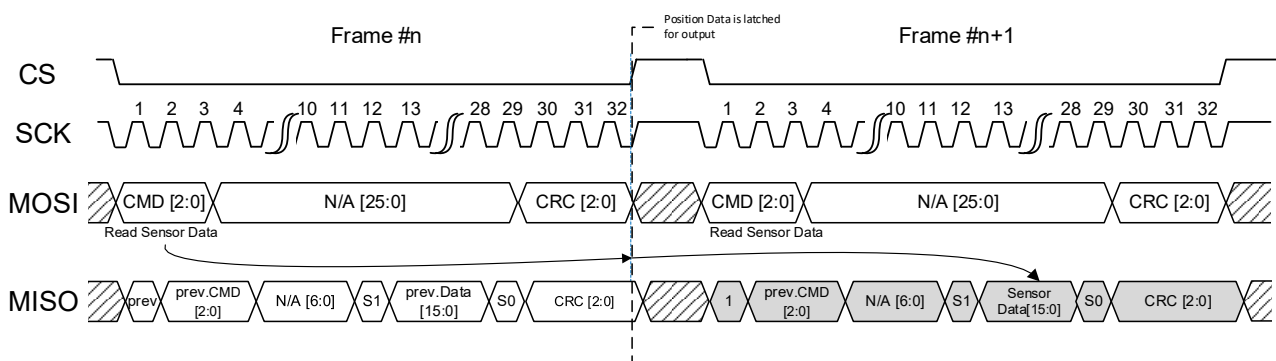 Position Data is latched
for output
Frame #n
Frame #n+1
CS
1 2 3 4 10 11 12 13 28 29 30 31 32 1 2 3 4 10 11 12 13 28 29 30 31 32
SCK
MOSI CMD [2:0] N/A [25:0] CRC [2:0] CMD [2:0] N/A [25:0] CRC [2:0]
Read Sensor Data Read Sensor Data
MISO
prev
prev.CMD
[2:0]
N/A [6:0]
S1
prev.Data
[15:0]
S0
CRC [2:0]
1
prev.CMD
[2:0]
N/A [6:0]
S1
Sensor
Data[15:0]
S0
CRC [2:0]